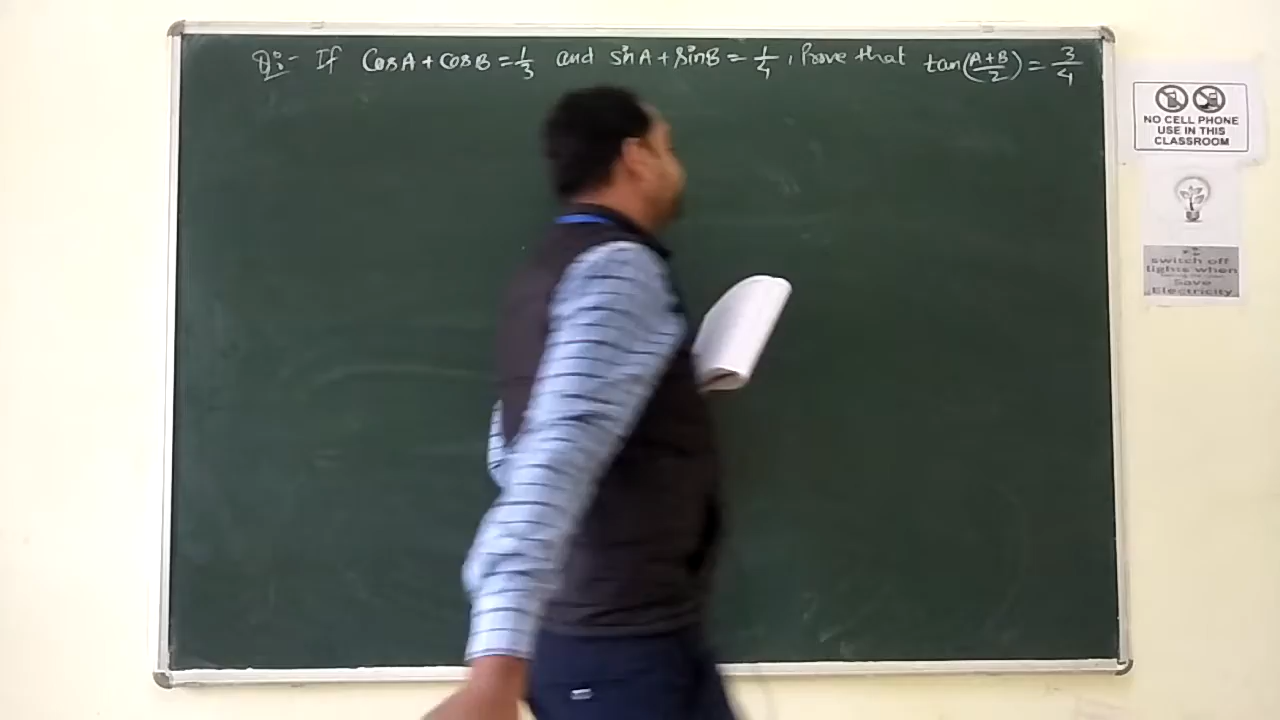 Q:- If CosA + cosB = 1/3 and sinA + sinB = 1/4, Prove that tan(A+B/2) = 3/4
NO CELL PHONE
USE IN THIS
CLASSROOM
switch off
lights when
Save
Electricity